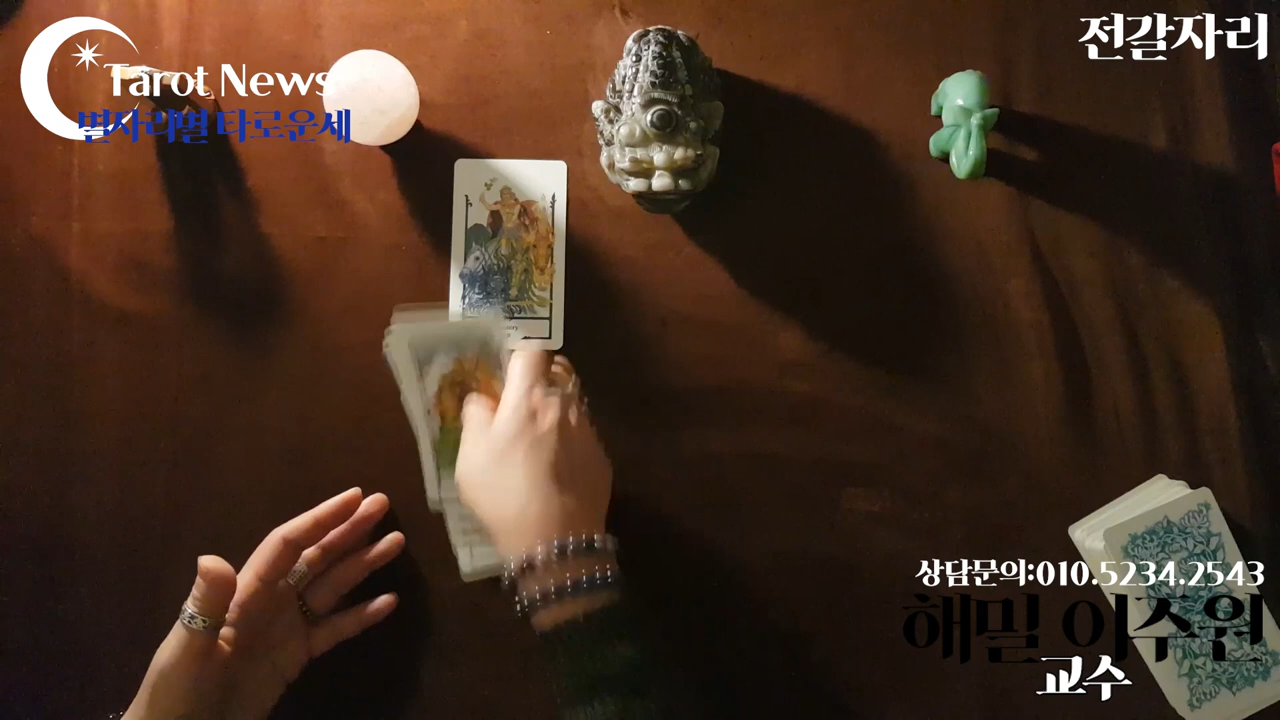 전갈자리
Tarot News
별자리별 타로운세
상담문의:010.5234.2543
해밀 이주원
교수